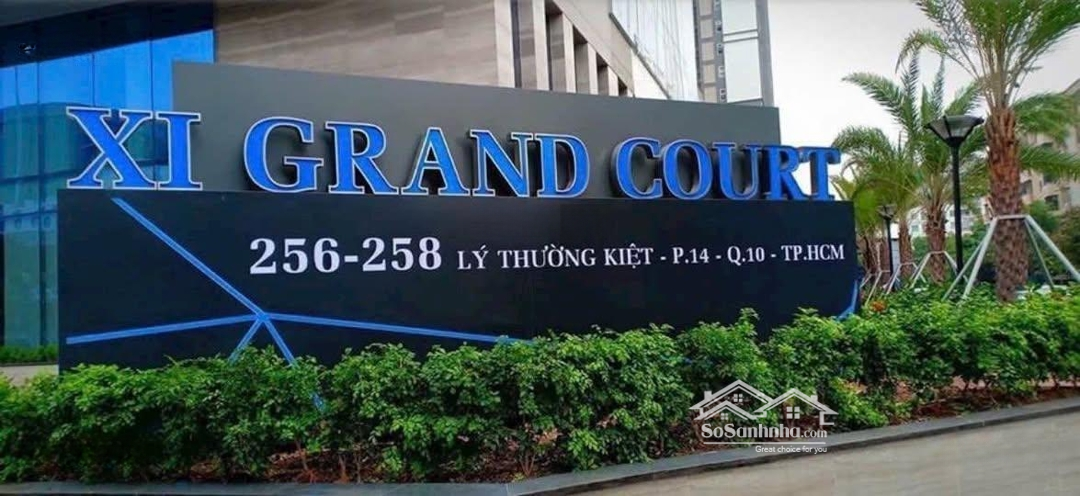 XI GRAND COURT
256-258 LÝ THƯỜNG KIỆT - P.14 - Q.10 - TP.HCM
SoSanhnha.com
Great choice for you